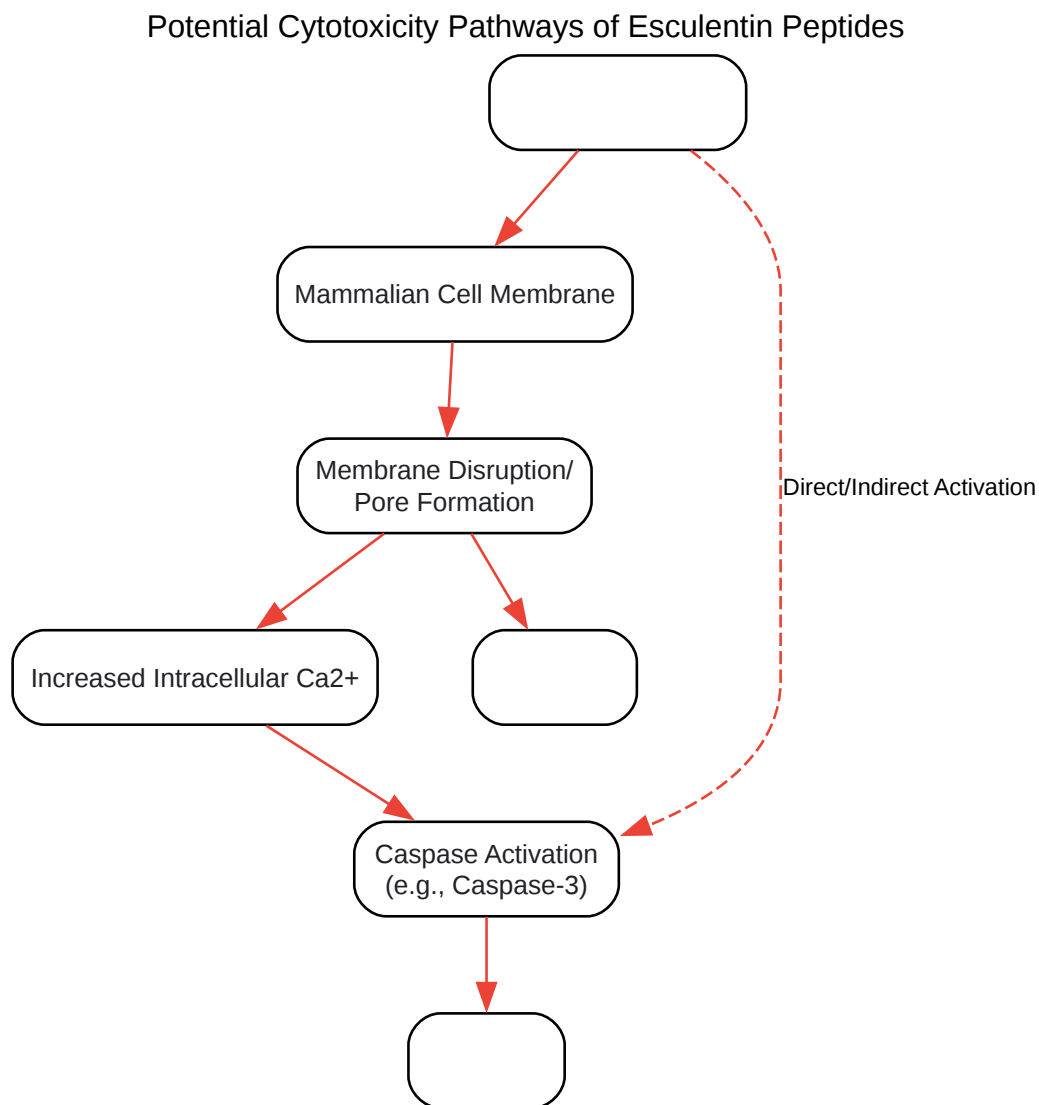 Potential Cytotoxicity Pathways of Esculentin Peptides
Mammalian Cell Membrane
Membrane Disruption/
Pore Formation
Direct/Indirect Activation
Increased Intracellular Ca2+
Caspase Activation
(e.g., Caspase-3)